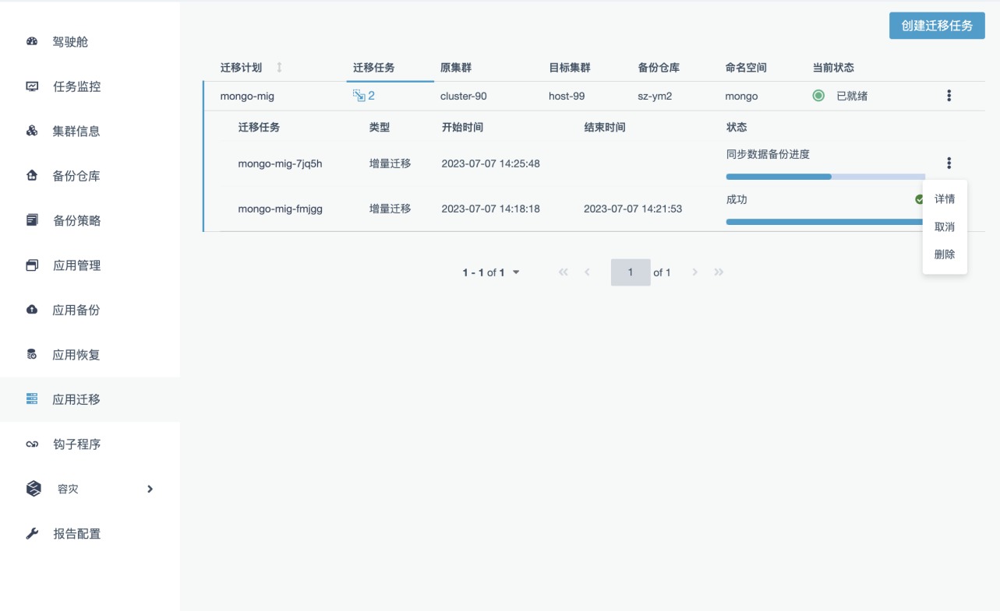 驾驶舱
任务监控
集群信息
备份仓库
备份策略
应用管理
应用备份
应用恢复
应用迁移
钩子程序
容灾
报告配置
创建迁移任务
迁移计划 迁移任务 原集群 目标集群 备份仓库 命名空间 当前状态
mongo-mig 2 cluster-90 host-99 sz-ym2 mongo 已就绪
迁移任务 类型 开始时间 结束时间 状态
mongo-mig-7jq5h 增量迁移 2023-07-07 14:25:48 同步数据备份进度
mongo-mig-fmjgg 增量迁移 2023-07-07 14:18:18 2023-07-07 14:21:53 成功
详情
取消
删除
1 - 1 of 1 1 of 1